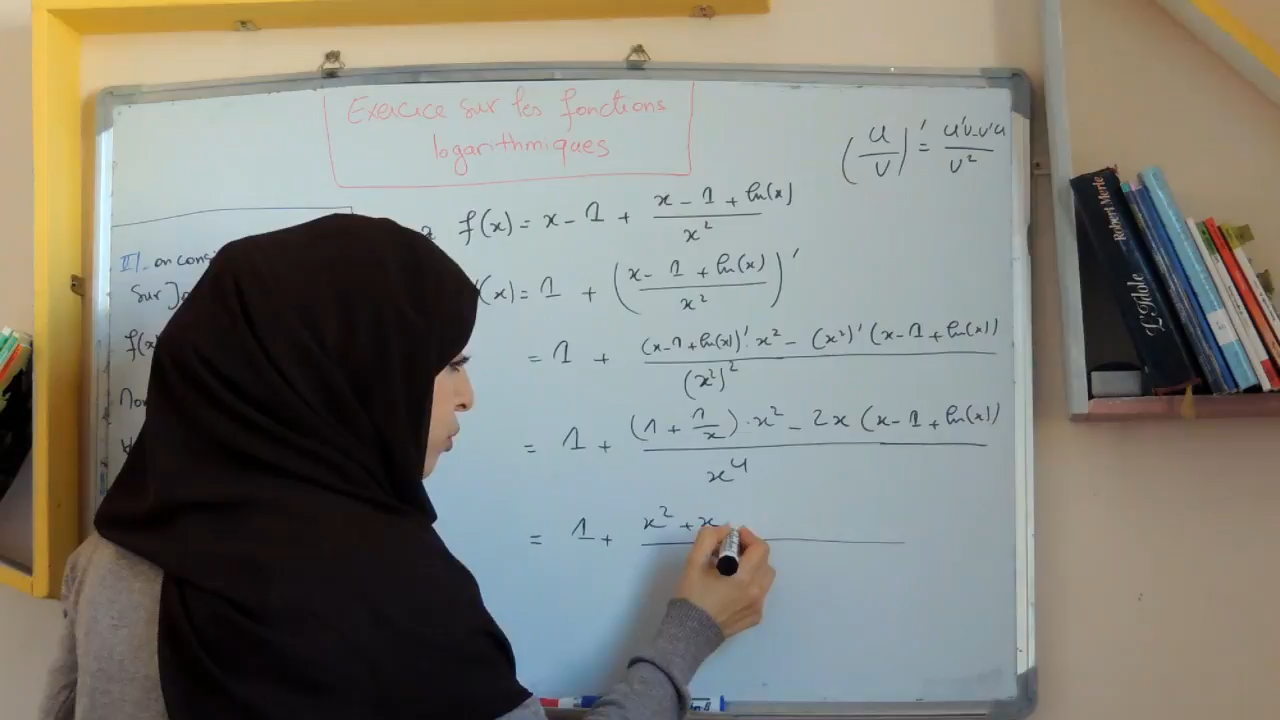 Exercice sur les fonctions
logarithmiques
(u/v)' = u'v-v'u / v²
f(x) = x - 1 + (x - 1 + ln(x)) / x²
(x) = 1 + ((x - 1 + ln(x)) / x²)'
= 1 + ((x-1+ln(x))'. x² - (x²)' (x-1+ln(x))) / (x²)²
= 1 + ((1 + 1/x) . x² - 2x (x-1+ln(x))) / x⁴
= 1 + x² + x
II/ - on cons
Sur ]
f(x
Robert Merle
L'Idole